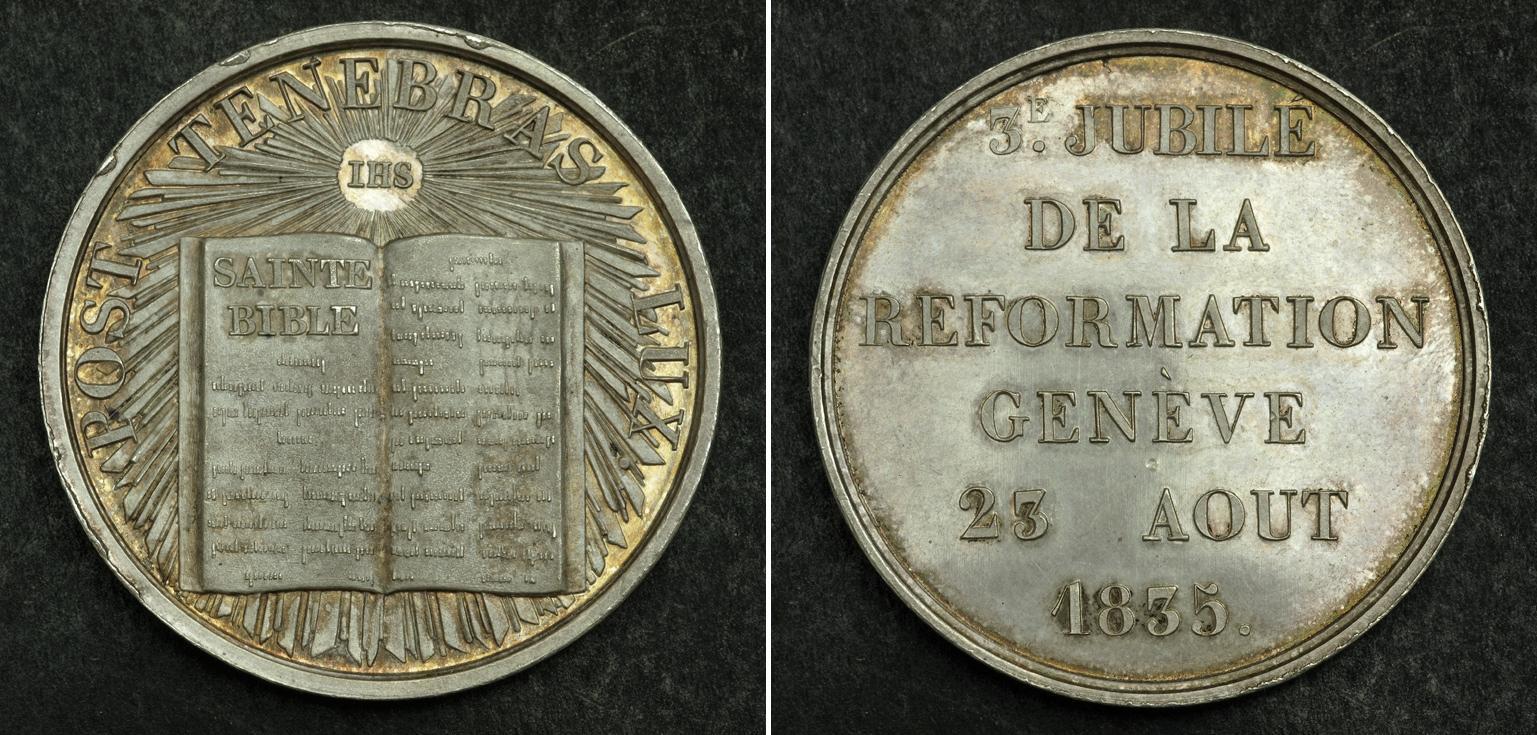 POST TENEBRAS LUX.
IHS
SAINTE
BIBLE
3E. JUBILÉ
DE LA
REFORMATION
GENÈVE
23 AOUT
1835.